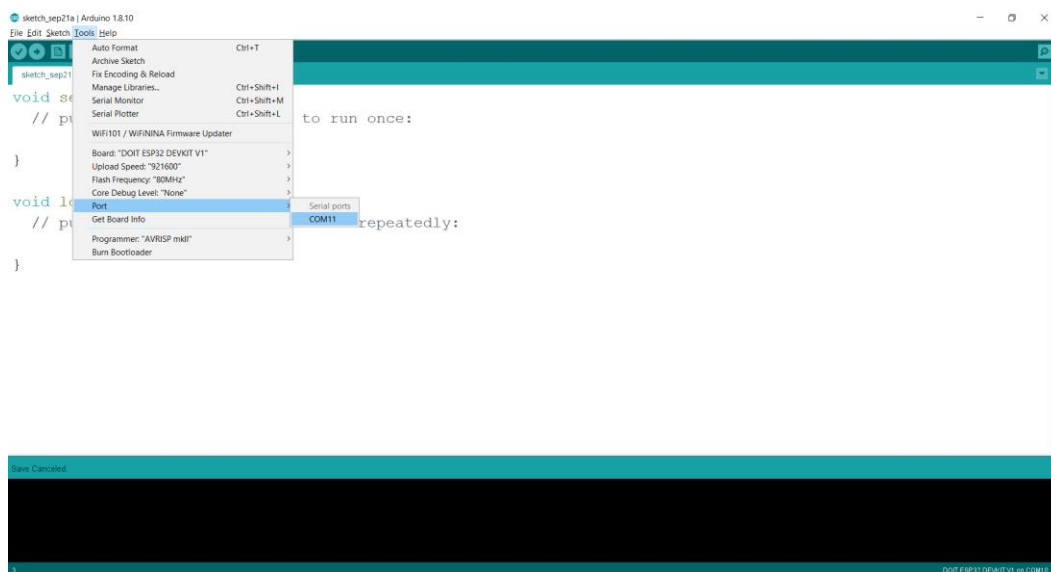 sketch_sep21a | Arduino 1.8.10
File Edit Sketch Tools Help
sketch_sep21
Auto Format Ctrl+T
Archive Sketch
Fix Encoding & Reload
Manage Libraries... Ctrl+Shift+I
Serial Monitor Ctrl+Shift+M
Serial Plotter Ctrl+Shift+L
WiFi101 / WiFiNINA Firmware Updater
Board: "DOIT ESP32 DEVKIT V1"
Upload Speed: "921600"
Flash Frequency: "80MHz"
Core Debug Level: "None"
Port
Get Board Info
Programmer: "AVRISP mkII"
Burn Bootloader
Serial ports
COM11
void se
// pu to run once:
}
void lo
// pu repeatedly:
}
Save Canceled.
1 DOIT ESP32 DEVKIT V1 on COM10